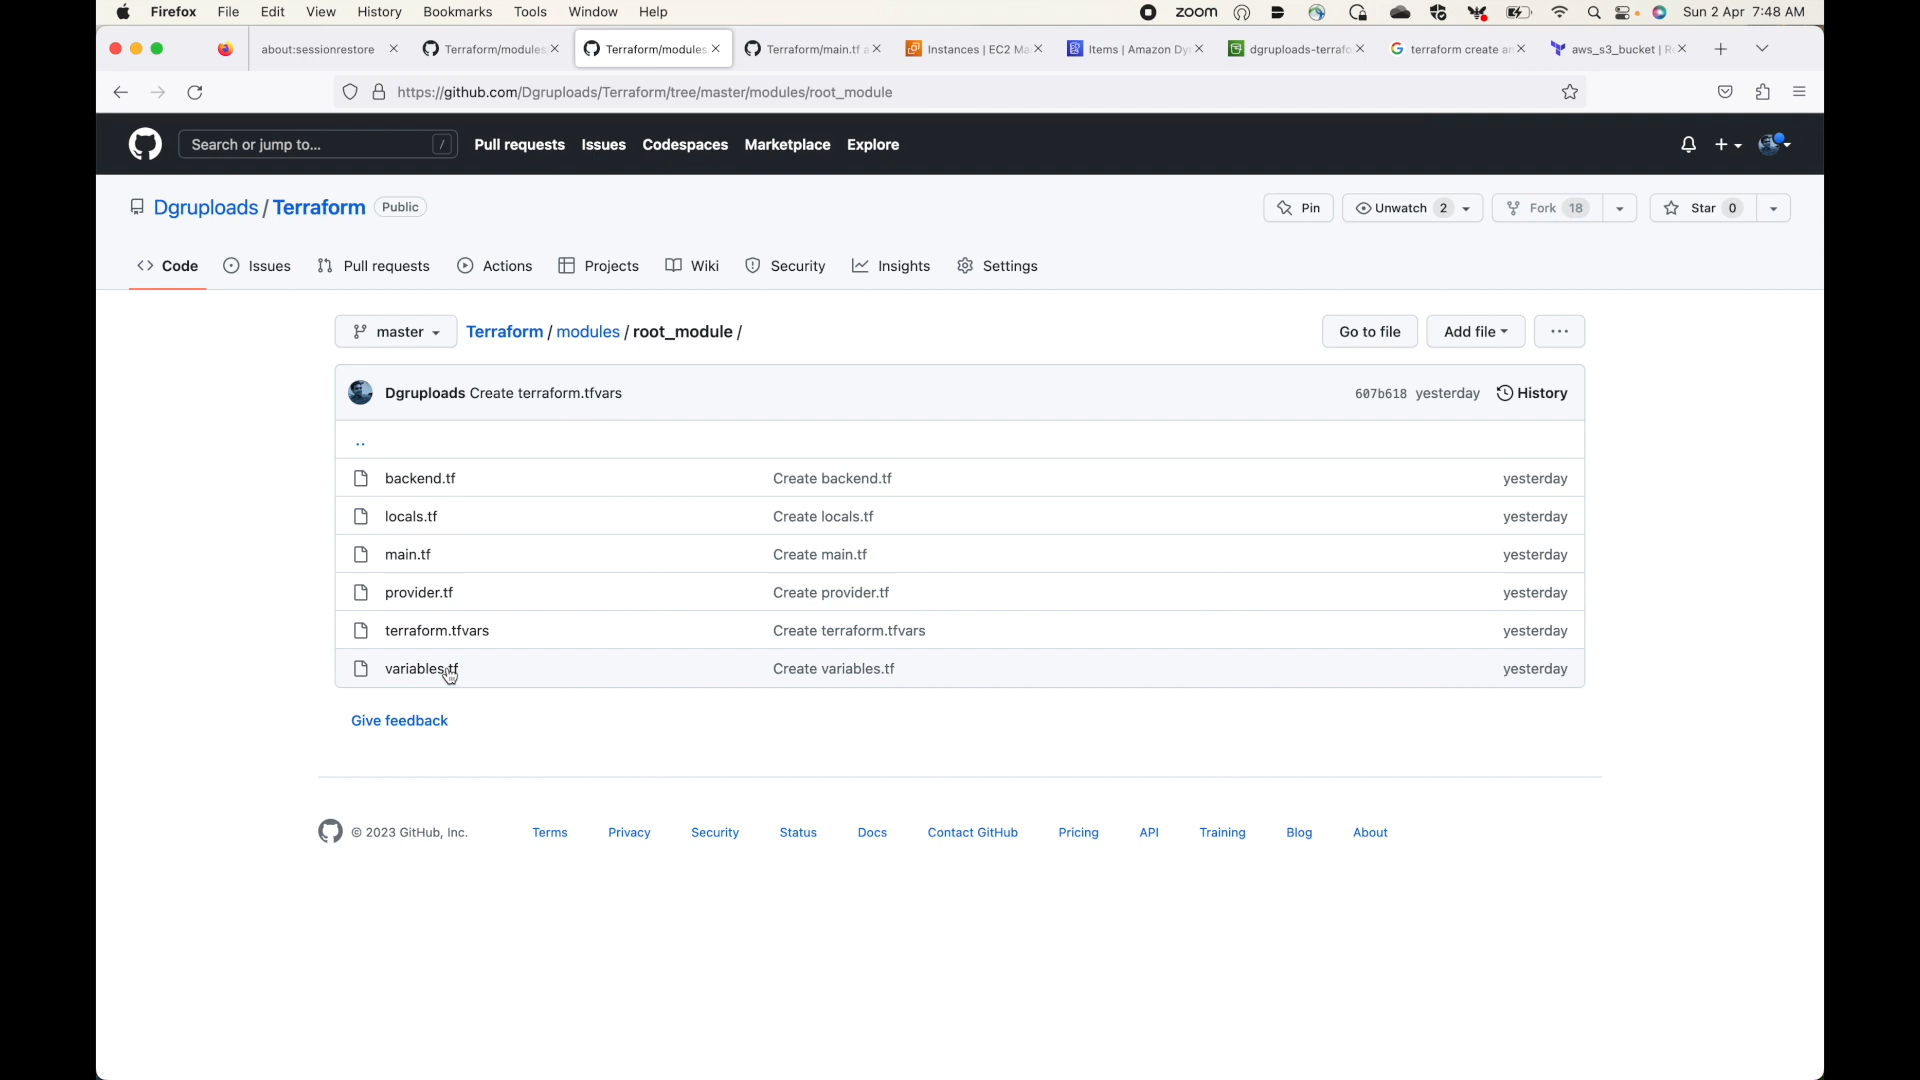 Firefox File Edit View History Bookmarks Tools Window Help zoom Sun 2 Apr 7:48 AM
about:sessionrestore Terraform/modules Terraform/modules Terraform/main.tf a Instances | EC2 Ma Items | Amazon Dy dgruploads-terrafo terraform create an aws_s3_bucket | Re
https://github.com/Dgruploads/Terraform/tree/master/modules/root_module
Search or jump to... / Pull requests Issues Codespaces Marketplace Explore
Dgruploads / Terraform Public Pin Unwatch 2 Fork 18 Star 0
Code Issues Pull requests Actions Projects Wiki Security Insights Settings
master Terraform / modules / root_module / Go to file Add file ...
Dgruploads Create terraform.tfvars 607b618 yesterday History
..
backend.tf Create backend.tf yesterday
locals.tf Create locals.tf yesterday
main.tf Create main.tf yesterday
provider.tf Create provider.tf yesterday
terraform.tfvars Create terraform.tfvars yesterday
variables.tf Create variables.tf yesterday
Give feedback
© 2023 GitHub, Inc. Terms Privacy Security Status Docs Contact GitHub Pricing API Training Blog About